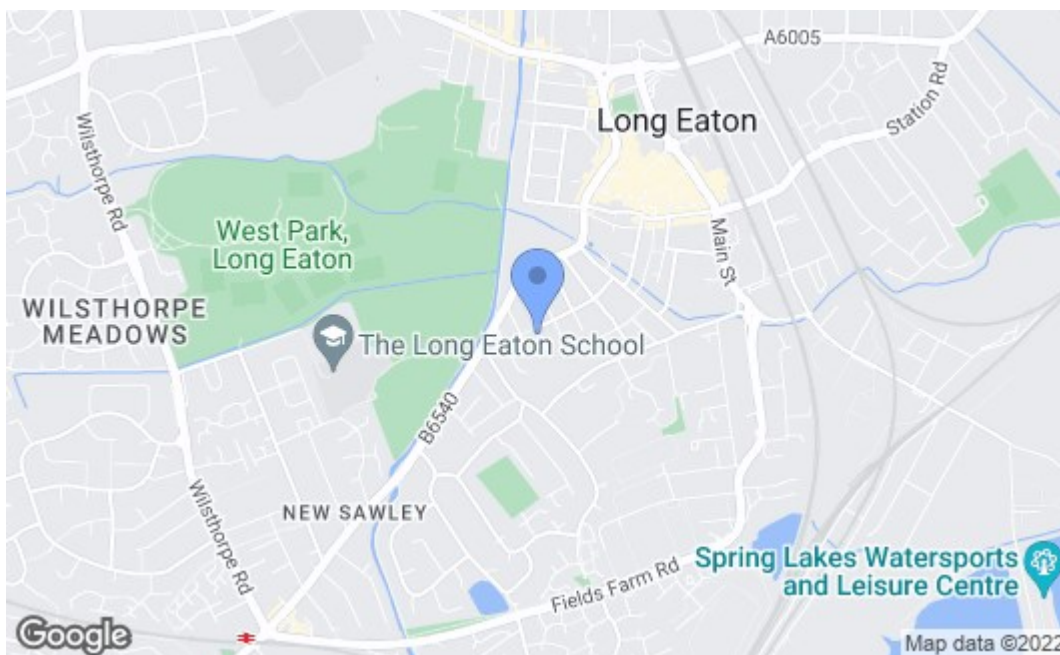 A6005
Long Eaton
Station Rd
Wilsthorpe Rd
West Park,
Long Eaton
Main St
WILSTHORPE
MEADOWS
The Long Eaton School
B6540
NEW SAWLEY
Wilsthorpe Rd
Spring Lakes Watersports
and Leisure Centre
Fields Farm Rd
Google
Map data ©2022